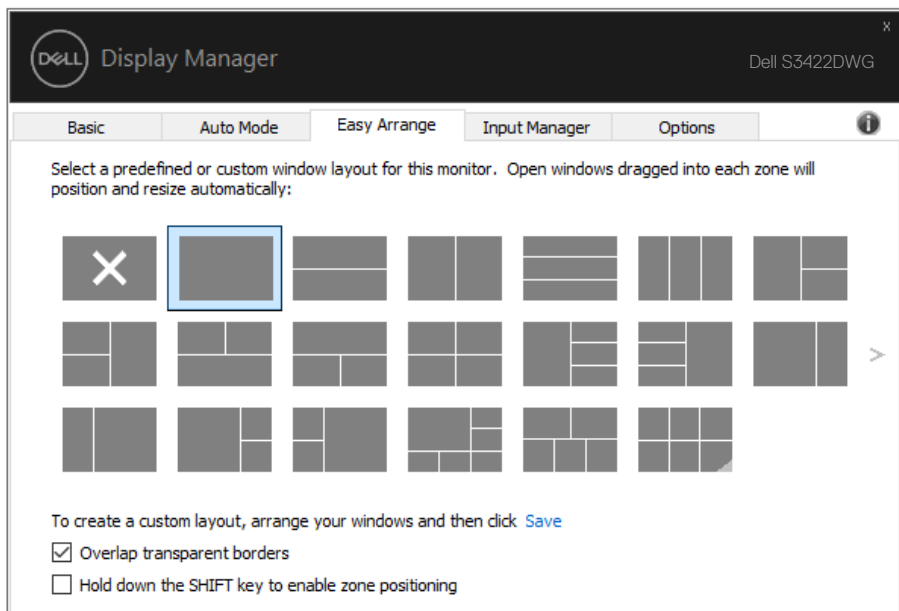 x
DELL Display Manager
Dell S3422DWG
Basic Auto Mode Easy Arrange Input Manager Options
Select a predefined or custom window layout for this monitor. Open windows dragged into each zone will
position and resize automatically:
>
To create a custom layout, arrange your windows and then click Save
Overlap transparent borders
Hold down the SHIFT key to enable zone positioning